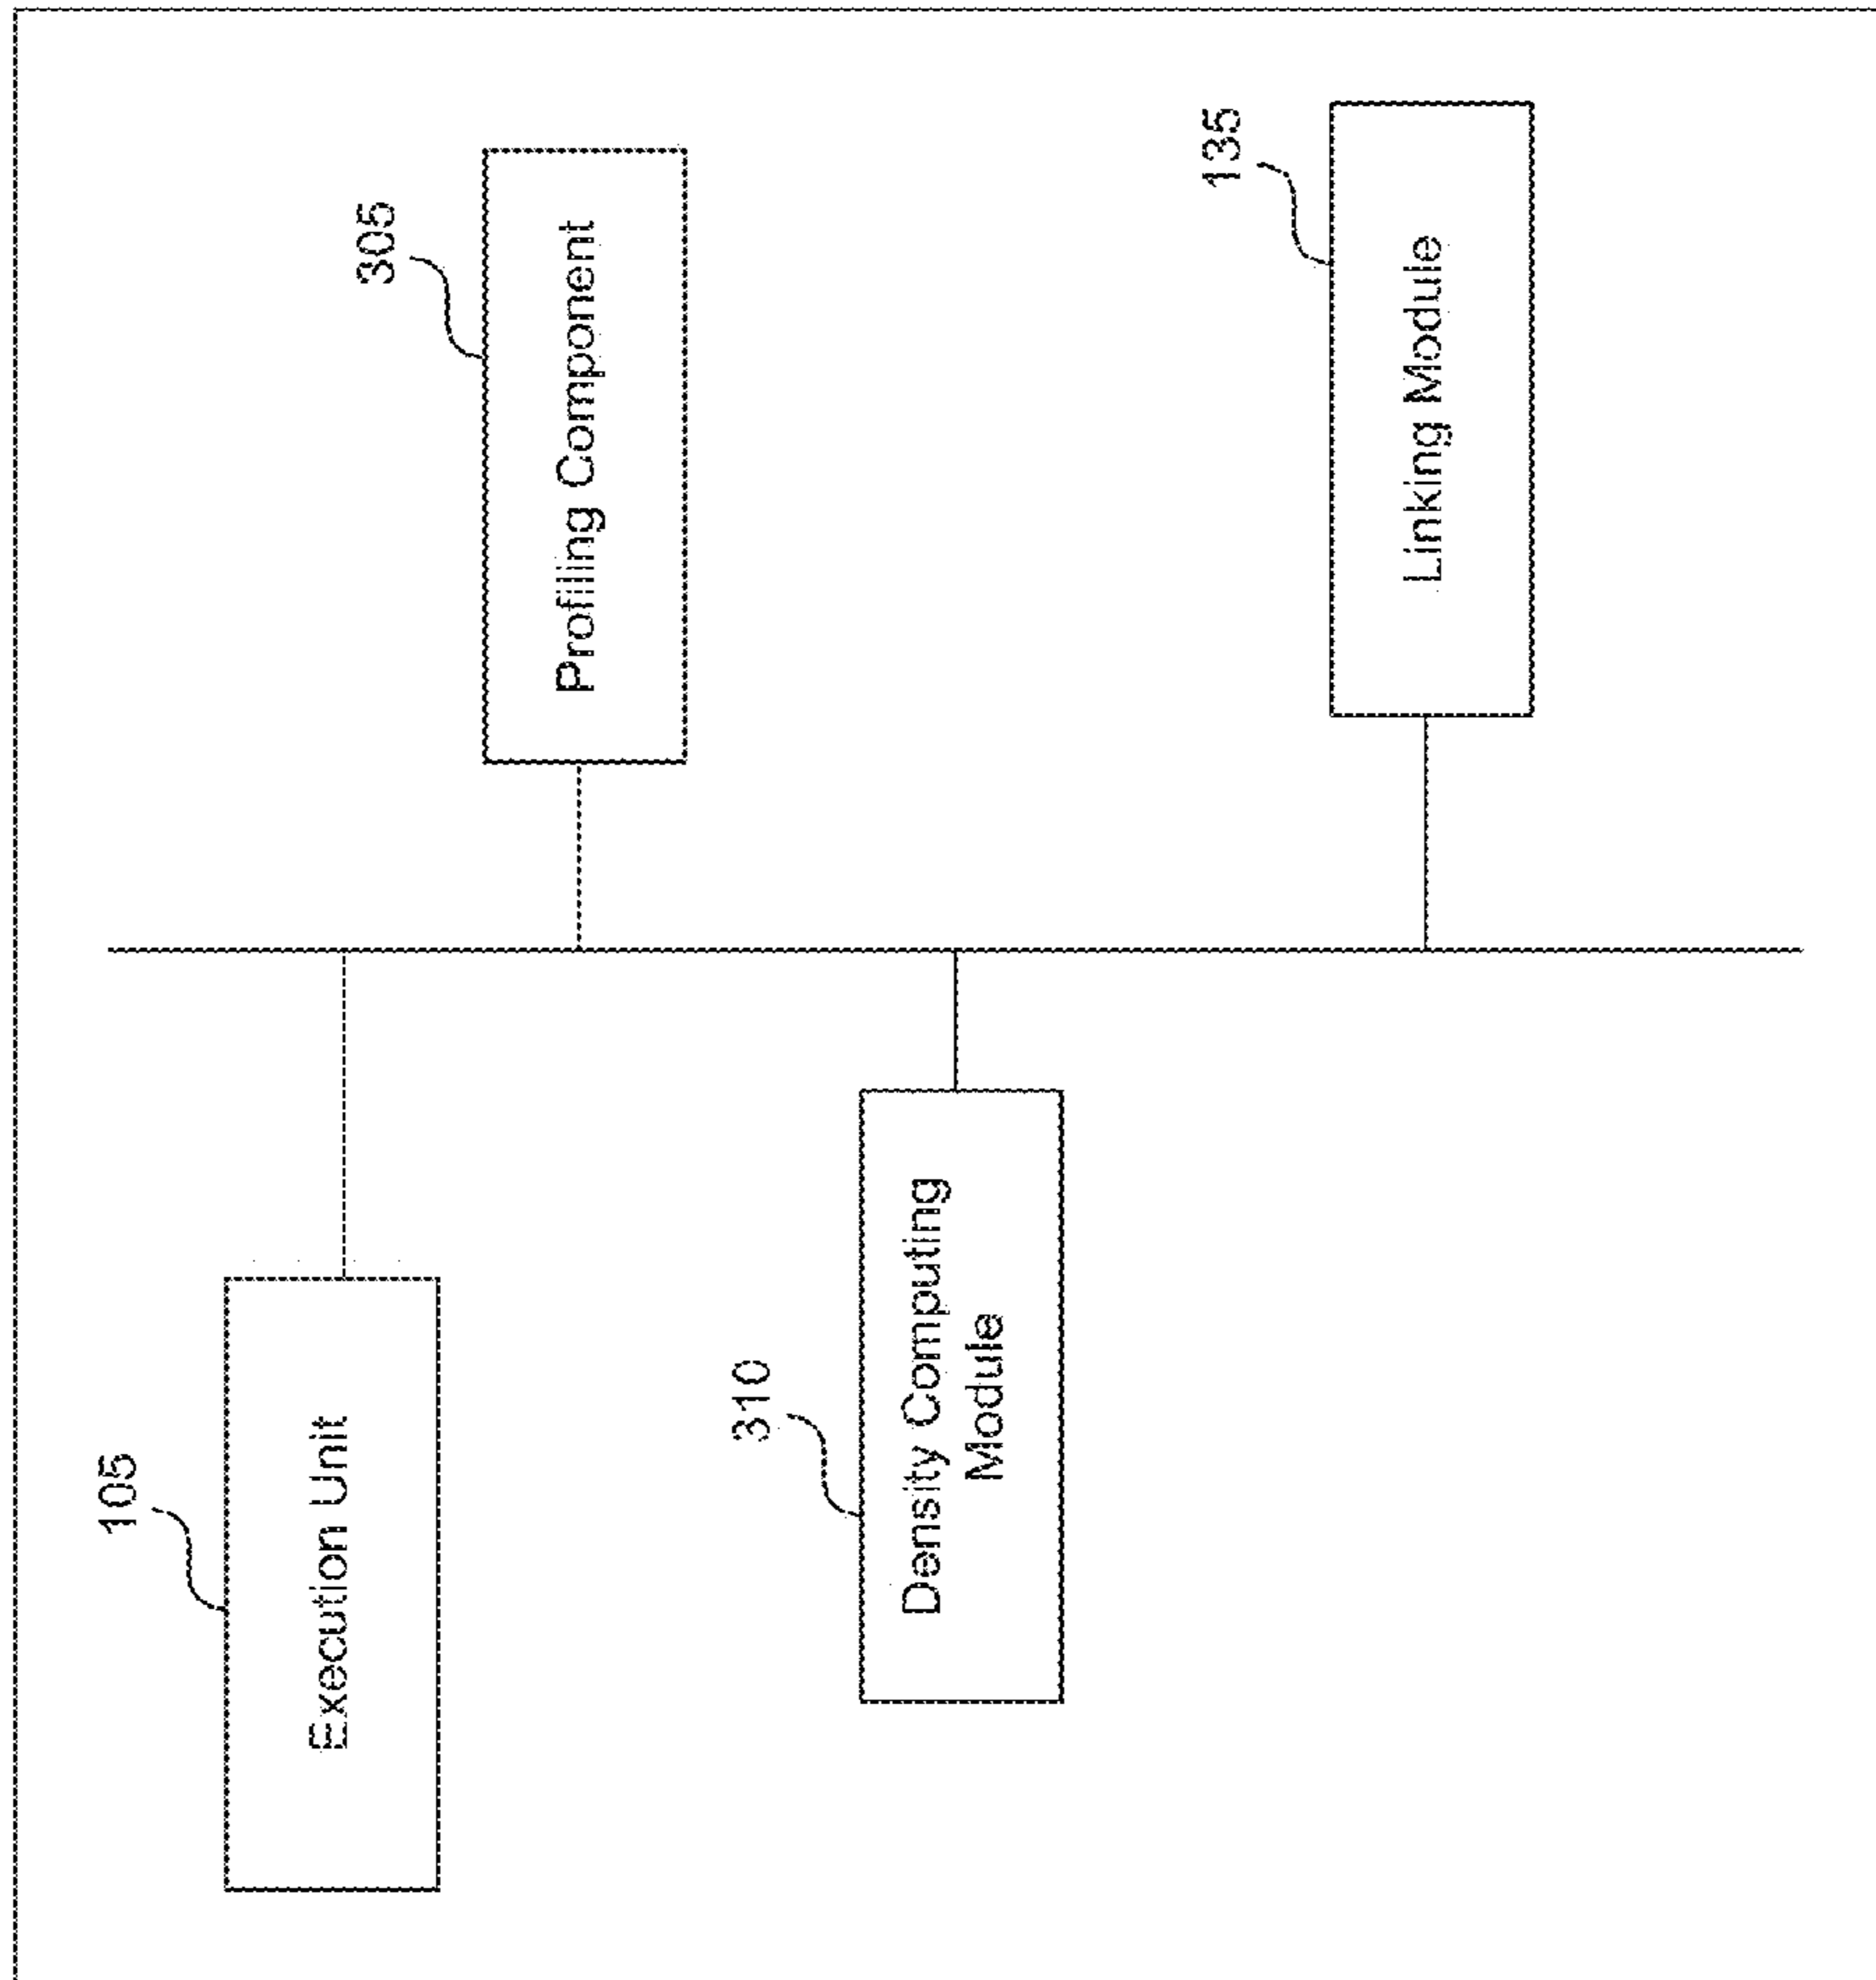 305
Profiling Component
135
Linking Module
105
Execution Unit
310
Density Computing
Module